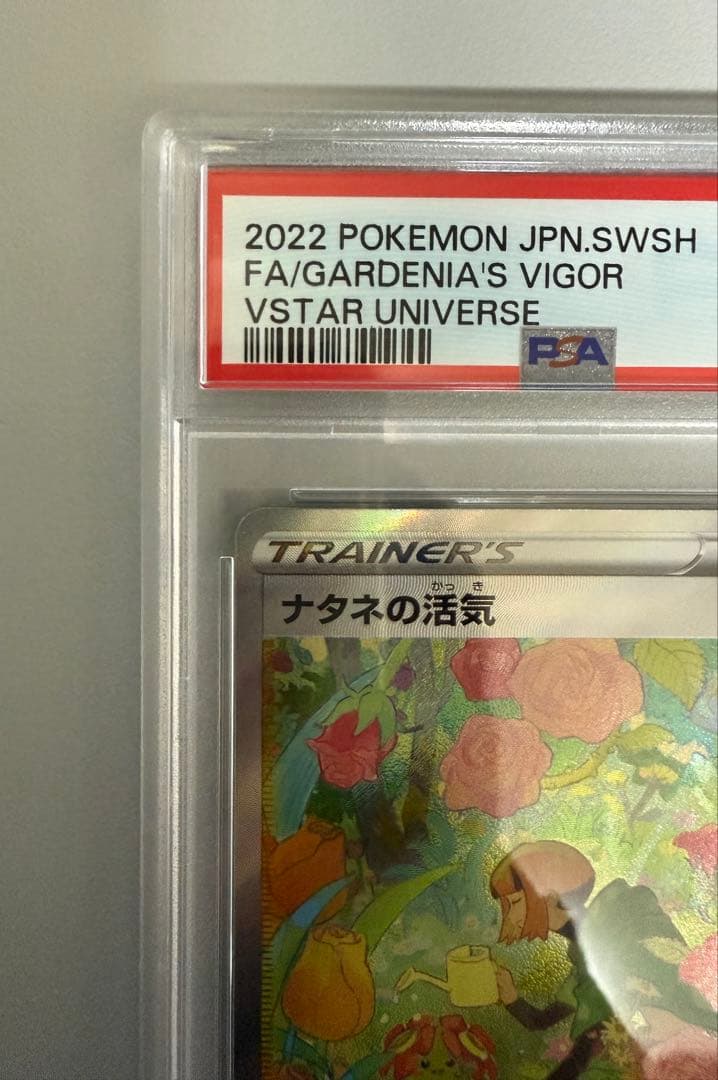 2022 POKEMON JPN.SWSH
FA/GARDENIA'S VIGOR
VSTAR UNIVERSE
PSA
TRAINER'S
かっき
ナタネの活気